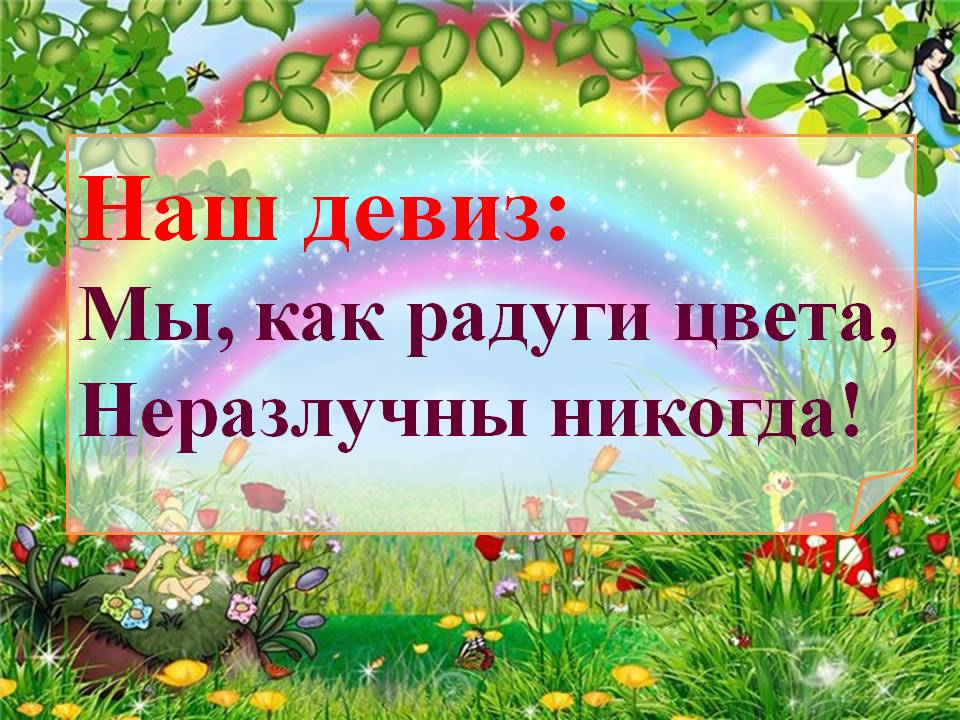 Наш девиз:
Мы, как радуги цвета,
Неразлучны никогда!